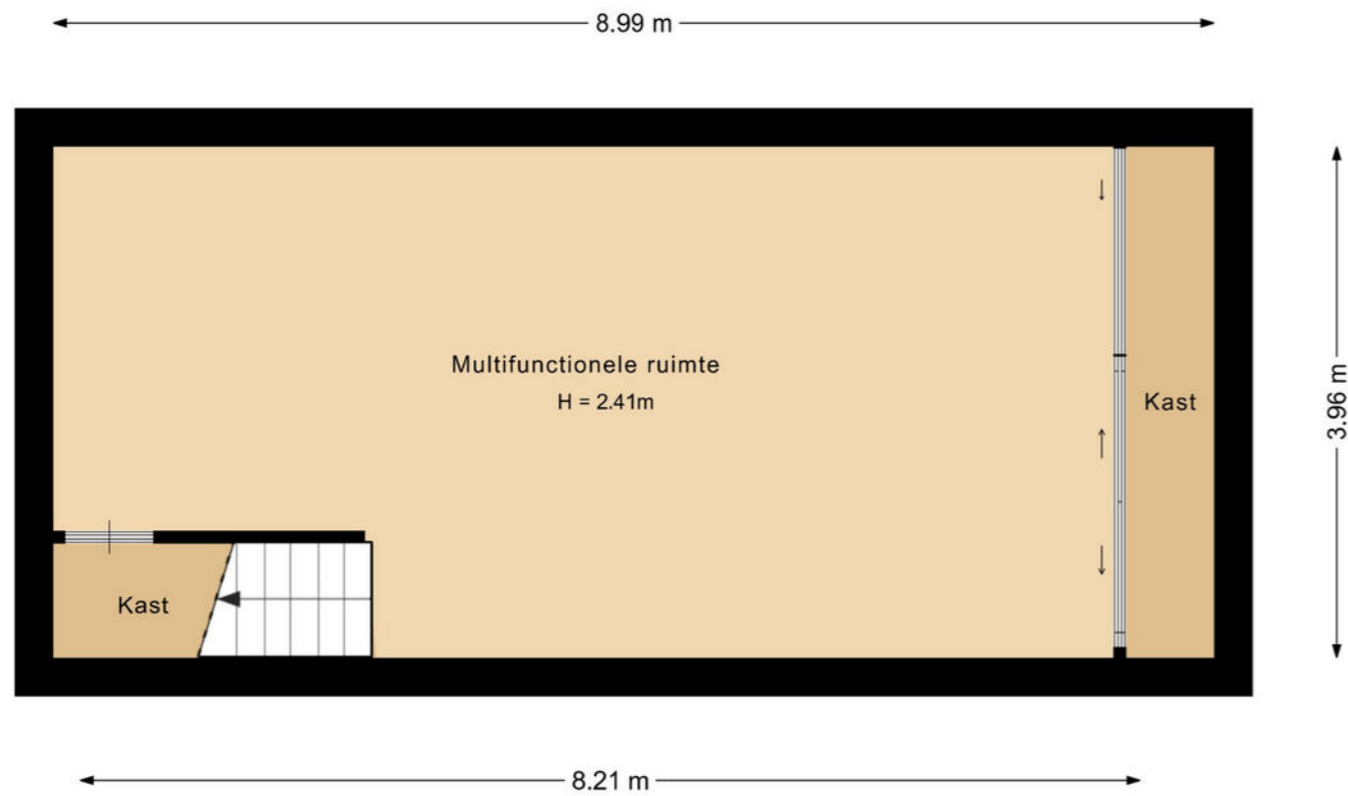 8.99 m
Multifunctionele ruimte
H = 2.41m
Kast
3.96 m
Kast
8.21 m